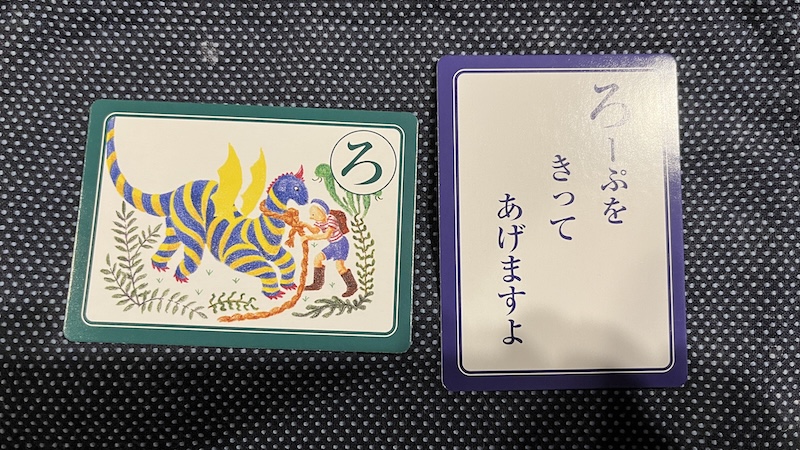 ろ
ろーぷを
きって
あげますよ